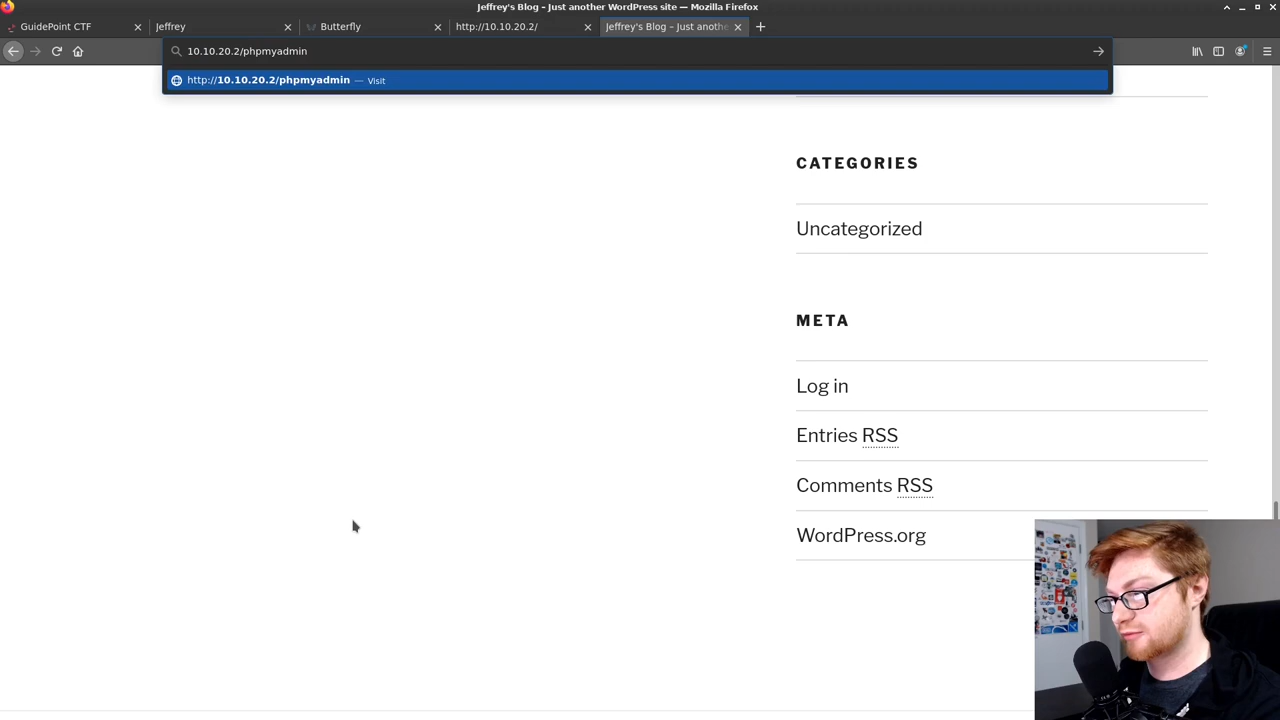 Jeffrey's Blog – Just another WordPress site — Mozilla Firefox
GuidePoint CTF
Jeffrey
Butterfly
http://10.10.20.2/
Jeffrey's Blog – Just anothe
10.10.20.2/phpmyadmin
http://10.10.20.2/phpmyadmin — Visit
CATEGORIES
Uncategorized
META
Log in
Entries RSS
Comments RSS
WordPress.org